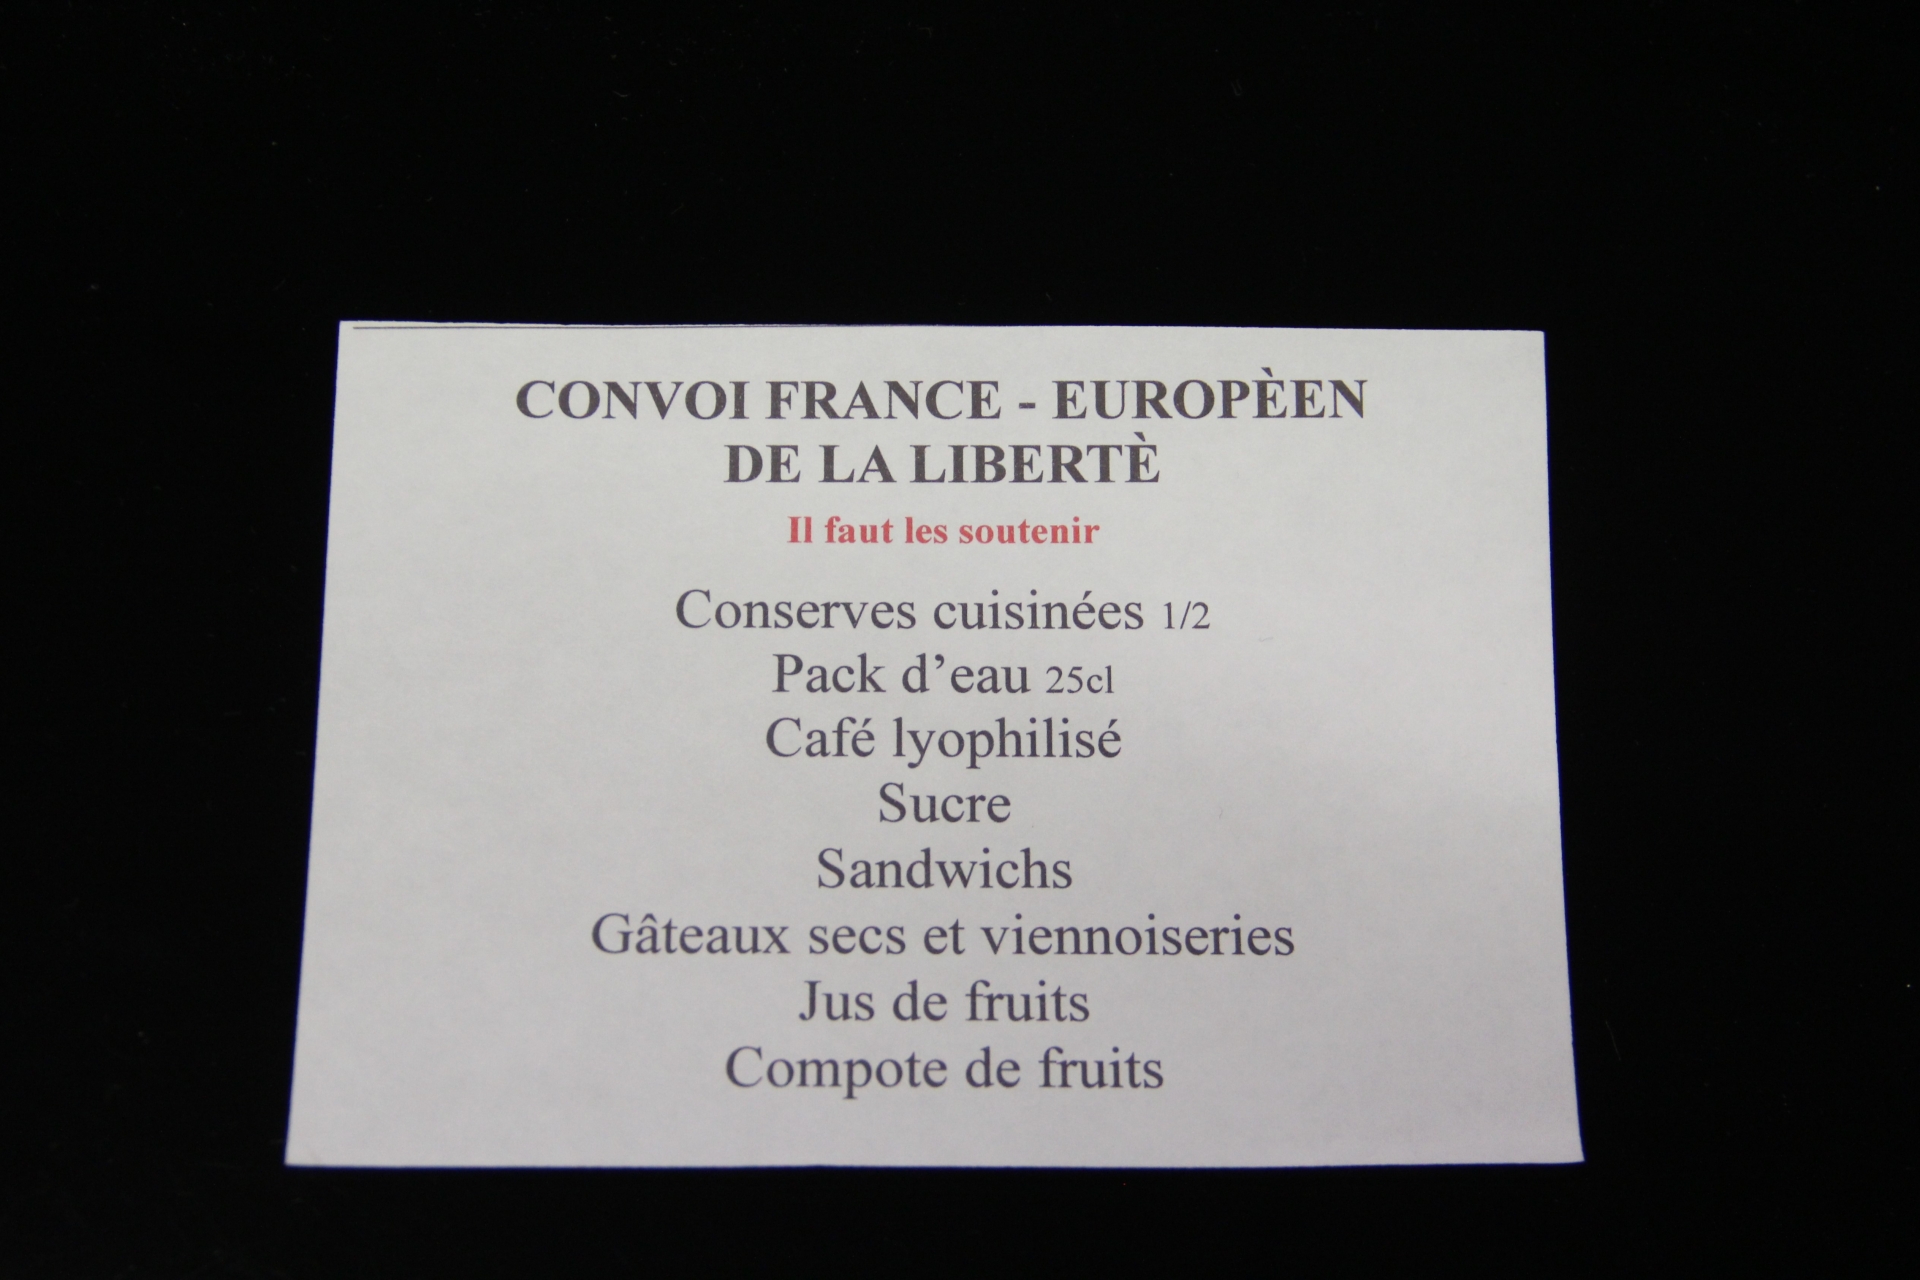 CONVOI FRANCE - EUROPÈEN
DE LA LIBERTÈ
Il faut les soutenir
Conserves cuisinées 1/2
Pack d’eau 25cl
Café lyophilisé
Sucre
Sandwichs
Gâteaux secs et viennoiseries
Jus de fruits
Compote de fruits